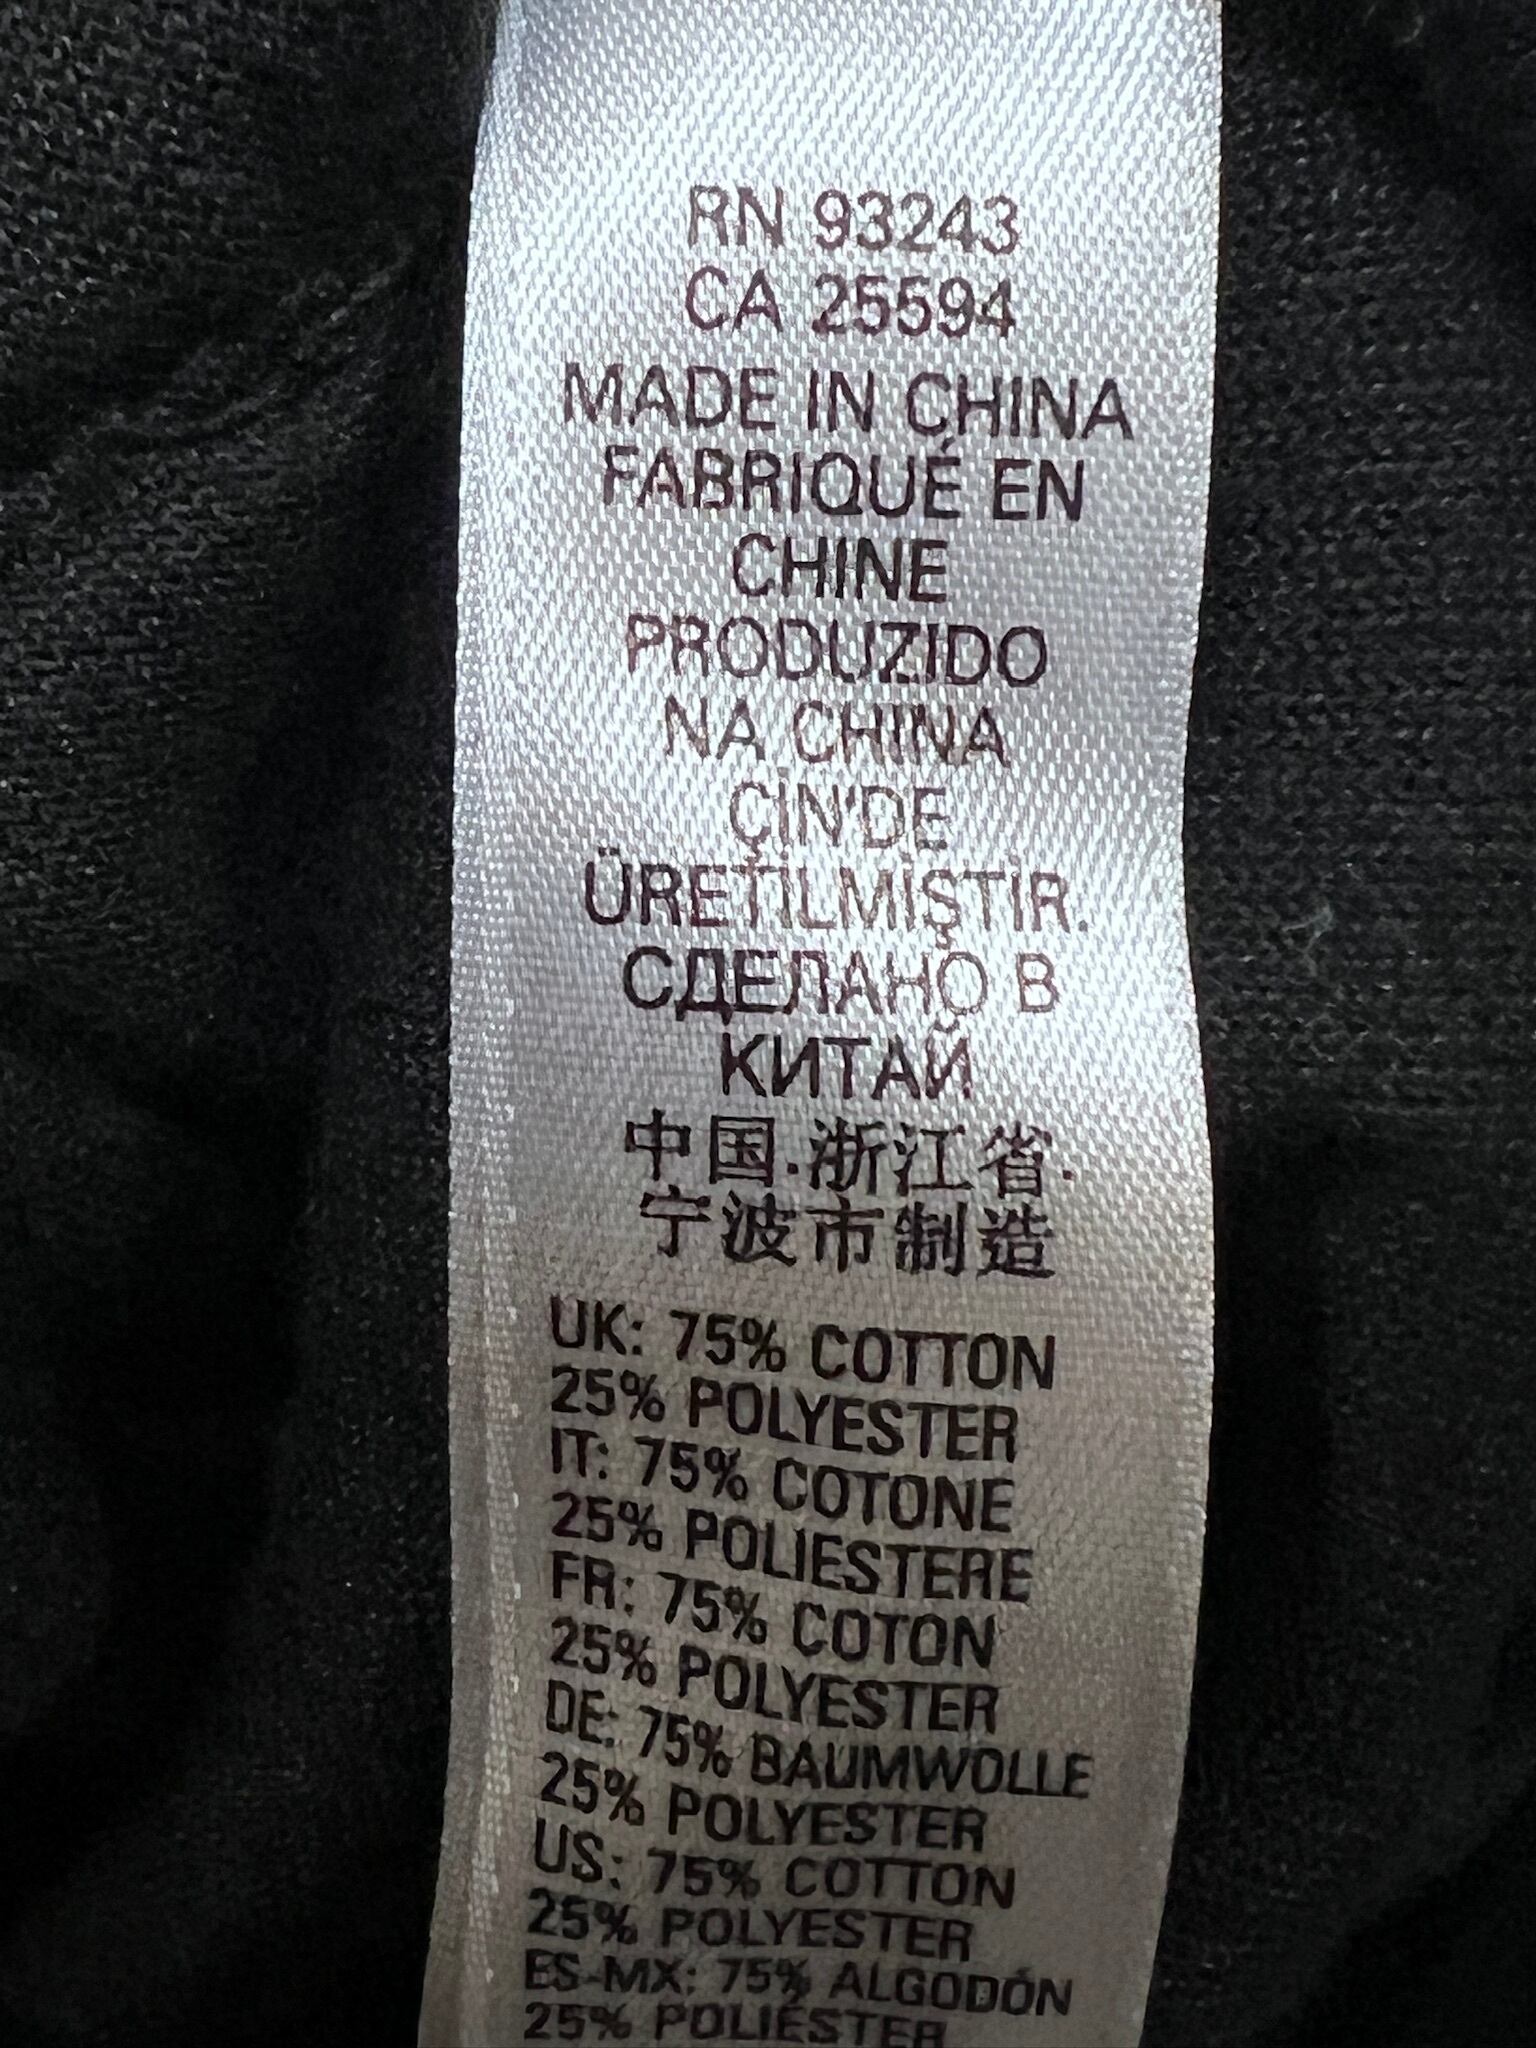 RN 93243
CA 25594
MADE IN CHINA
FABRIQUÉ EN
CHINE
PRODUZIDO
NA CHINA
ÇİN'DE
ÜRETİLMİŞTİR.
СДЕЛАНО В
КИТАЙ
中国·浙江省·
宁波市制造
UK: 75% COTTON
25% POLYESTER
IT: 75% COTONE
25% POLIESTERE
FR: 75% COTON
25% POLYESTER
DE: 75% BAUMWOLLE
25% POLYESTER
US: 75% COTTON
25% POLYESTER
ES-MX: 75% ALGODÓN
25% POLIÉSTER